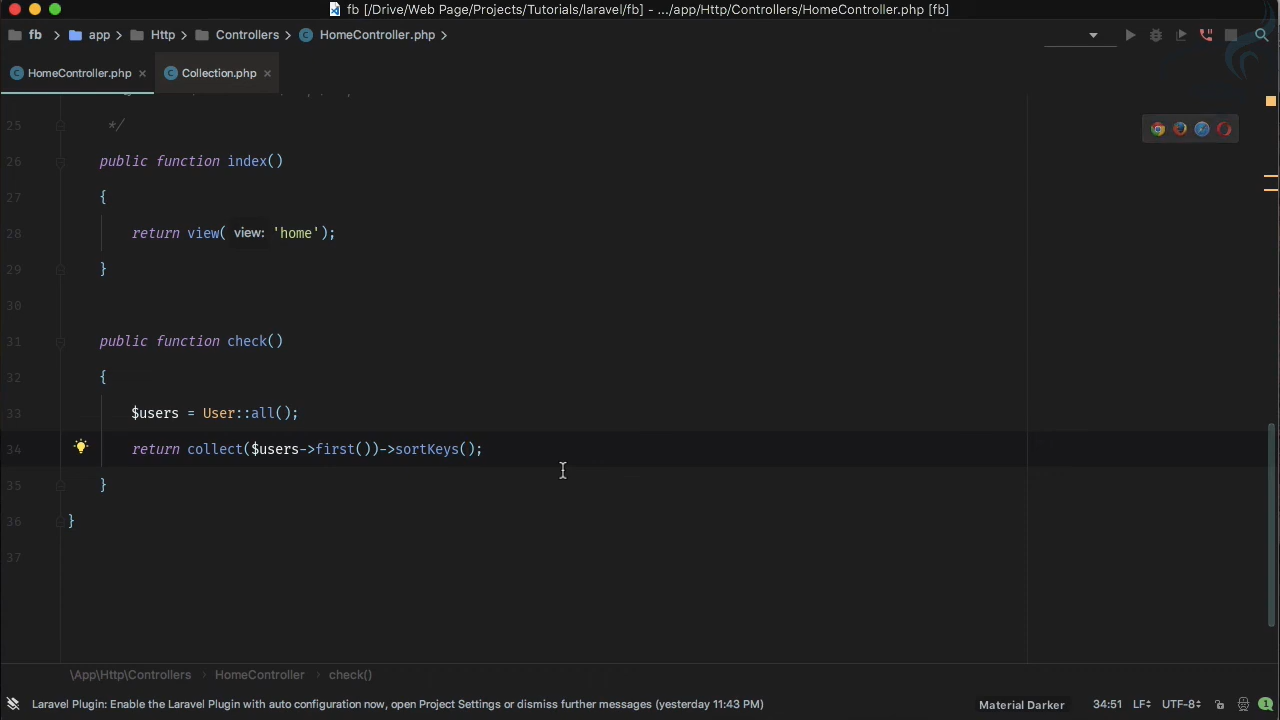 fb [/Drive/Web Page/Projects/Tutorials/laravel/fb] - .../app/Http/Controllers/HomeController.php [fb]
fb app Http Controllers HomeController.php
HomeController.php Collection.php
25 */
26 public function index()
27 {
28 return view( view: 'home');
29 }
30
31 public function check()
32 {
33 $users = User::all();
34 return collect($users->first())->sortKeys();
35 }
36 }
37
\App\Http\Controllers HomeController check()
Laravel Plugin: Enable the Laravel Plugin with auto configuration now, open Project Settings or dismiss further messages (yesterday 11:43 PM) Material Darker 34:51 LF UTF-8 1